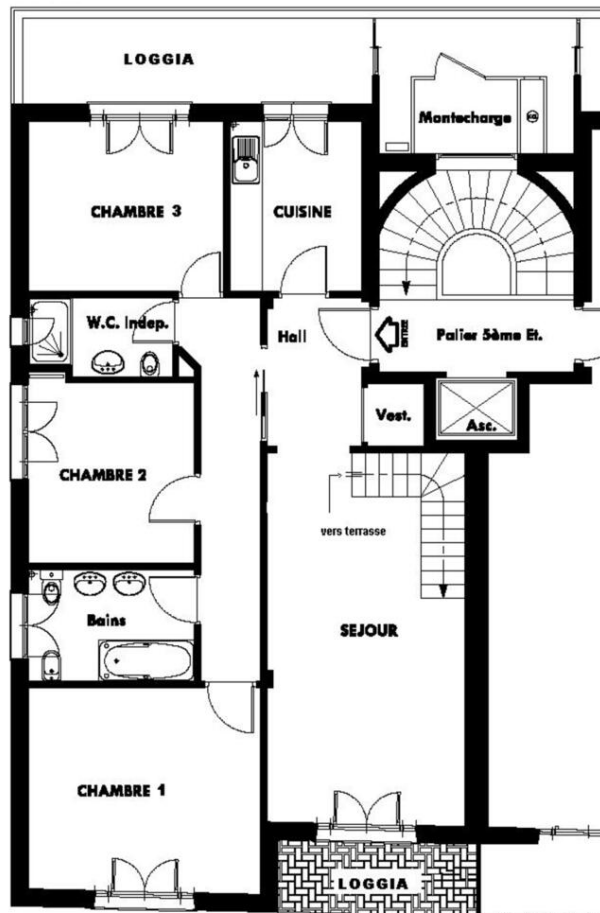 LOGGIA
Montecharge
CHAMBRE 3
CUISINE
W.C. Indep.
Hall
ENTREE
Palier 5ème Et.
Vest.
Asc.
CHAMBRE 2
vers terrasse
Bains
SEJOUR
CHAMBRE 1
LOGGIA